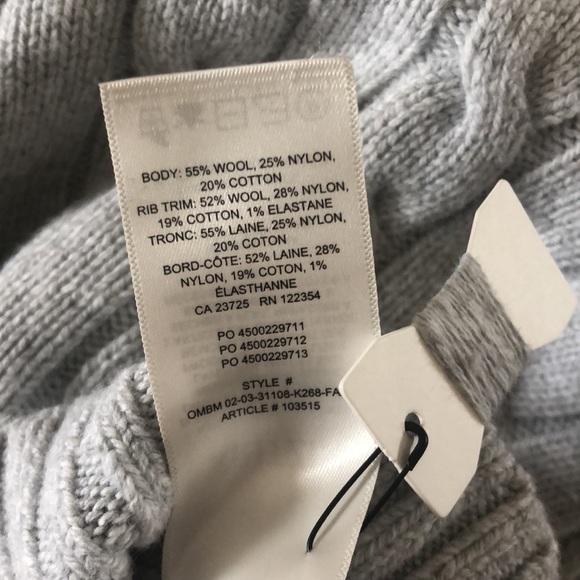 BODY: 55% WOOL, 25% NYLON,
20% COTTON
RIB TRIM: 52% WOOL, 28% NYLON,
19% COTTON, 1% ELASTANE
TRONC: 55% LAINE, 25% NYLON,
20% COTON
BORD-CÔTE: 52% LAINE, 28%
NYLON, 19% COTON, 1%
ÉLASTHANNE
CA 23725 RN 122354
PO 4500229711
PO 4500229712
PO 4500229713
STYLE #
OMBM 02-03-31108-K268-FA
ARTICLE # 103515